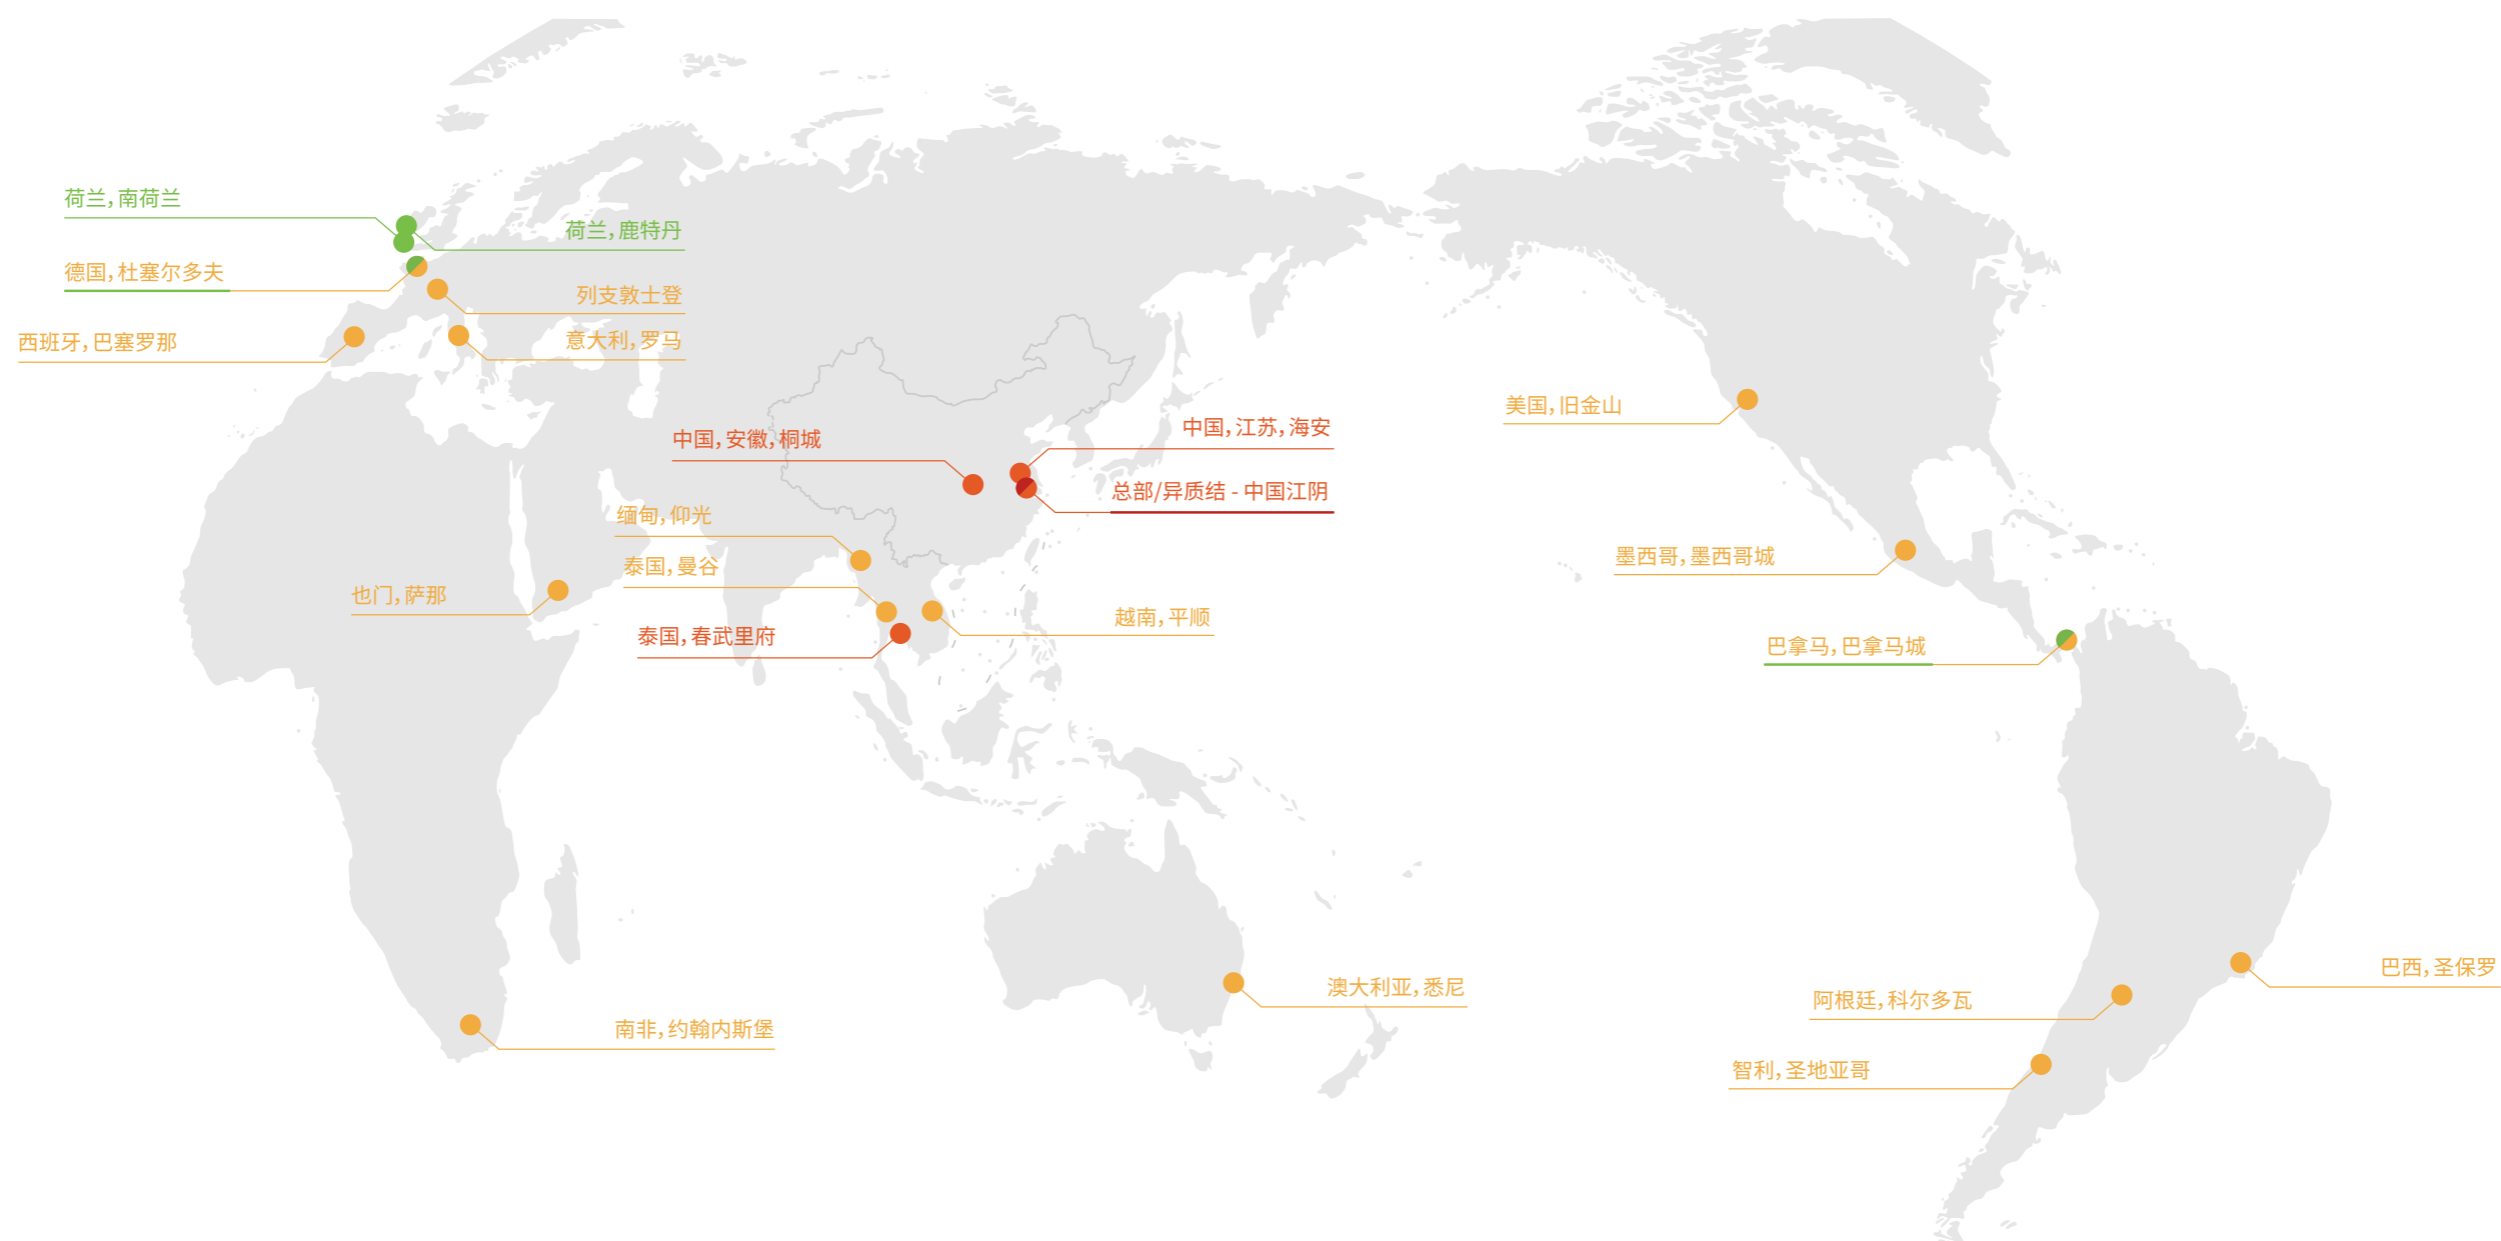 荷兰，南荷兰
荷兰，鹿特丹
德国，杜塞尔多夫
列支敦士登
西班牙，巴塞罗那
意大利，罗马
美国，旧金山
中国，安徽，桐城
中国，江苏，海安
总部/异质结 - 中国江阴
缅甸，仰光
墨西哥，墨西哥城
泰国，曼谷
也门，萨那
越南，平顺
泰国，春武里府
巴拿马，巴拿马城
巴西，圣保罗
澳大利亚，悉尼
阿根廷，科尔多瓦
南非，约翰内斯堡
智利，圣地亚哥